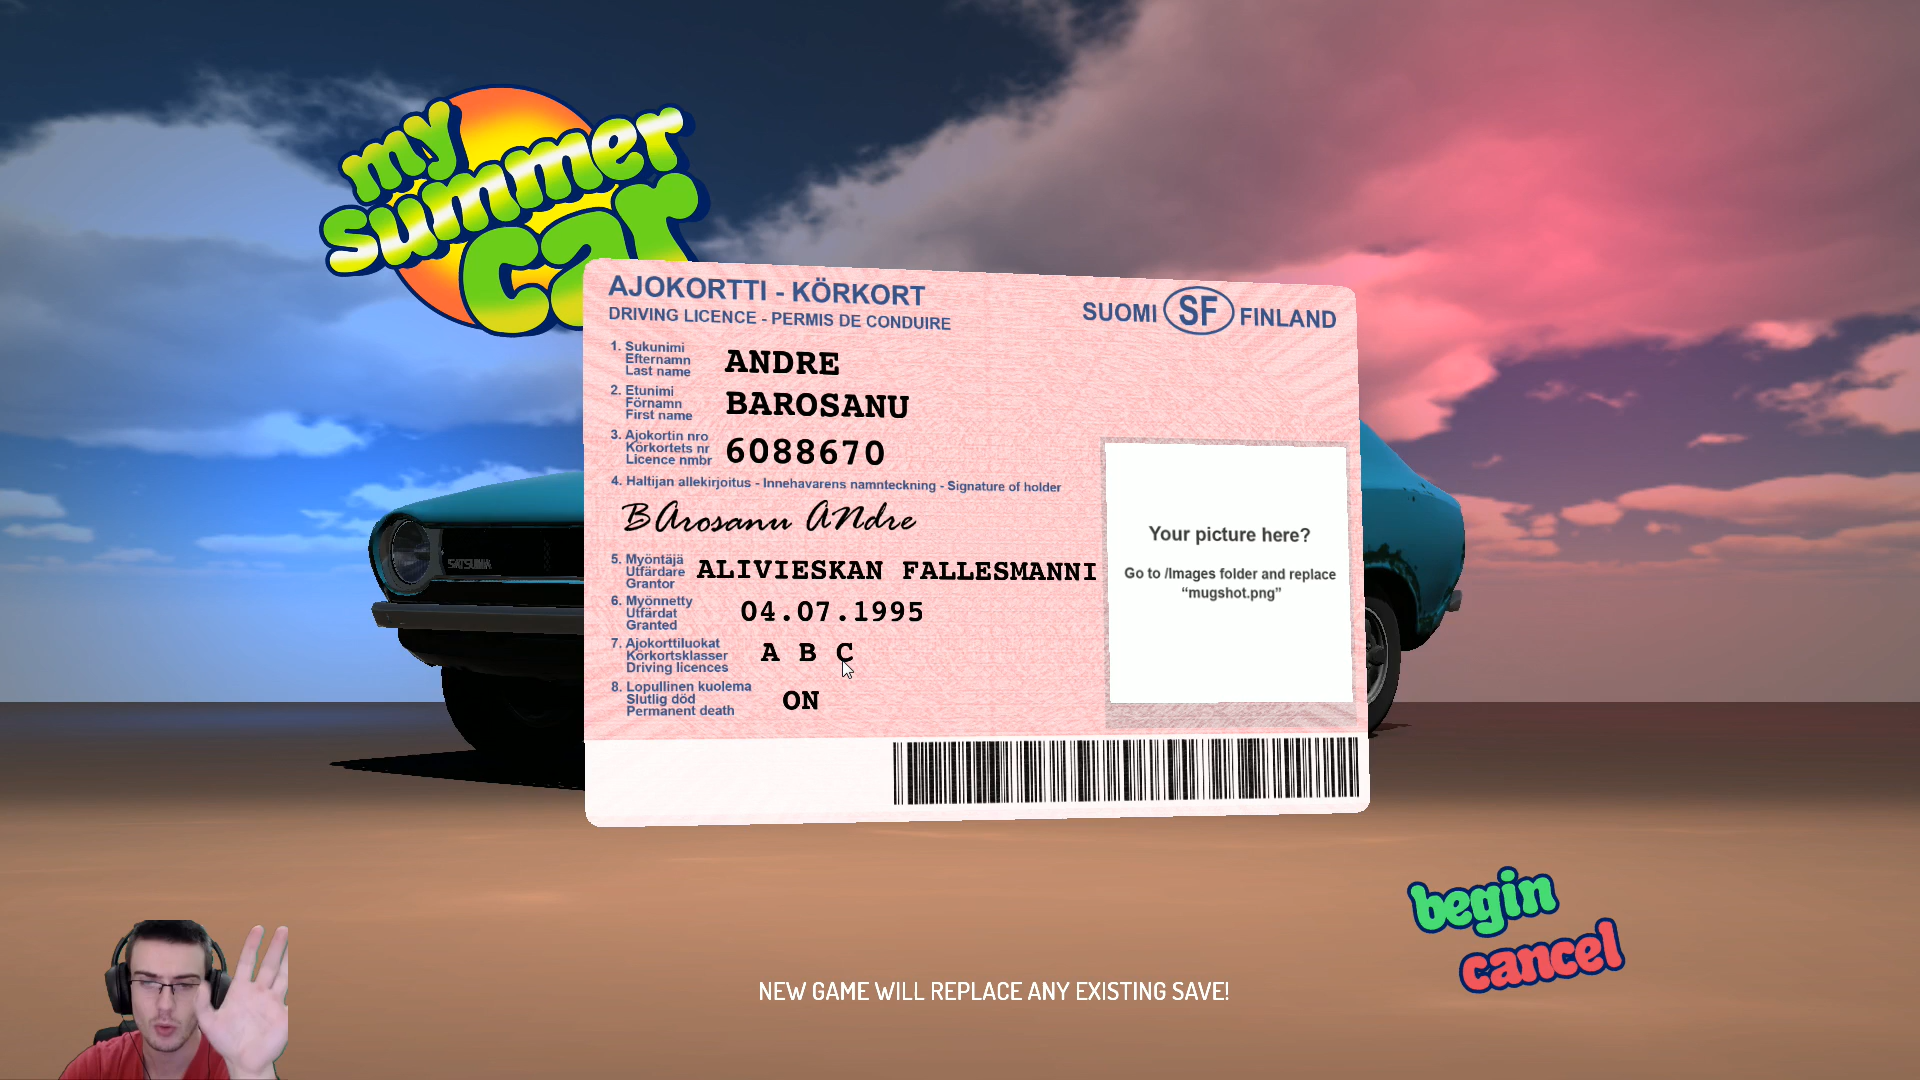 my
summer
car
AJOKORTTI - KÖRKORT
DRIVING LICENCE - PERMIS DE CONDUIRE
SUOMI SF FINLAND
1. Sukunimi
Efternamn
Last name
ANDRE
2. Etunimi
Förnamn
First name
BAROSANU
3. Ajokortin nro
Körkortets nr
Licence nmbr
6088670
4. Haltijan allekirjoitus - Innehavarens namnteckning - Signature of holder
BArosanu ANdre
5. Myöntäjä
Utfärdare
Grantor
ALIVIESKAN FALLESMANNI
6. Myönnetty
Utfärdat
Granted
04.07.1995
7. Ajokorttiluokat
Körkortsklasser
Driving licences
A B C
8. Lopullinen kuolema
Slutlig död
Permanent death
ON
Your picture here?
Go to /Images folder and replace
“mugshot.png”
SATSUMA
begin
cancel
NEW GAME WILL REPLACE ANY EXISTING SAVE!